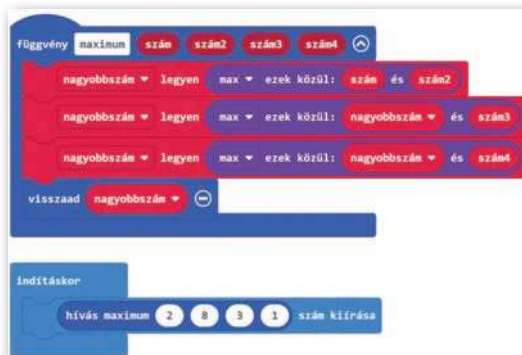 függvény maximum szám szám2 szám3 szám4
nagyobbszám legyen max ezek közül: szám és szám2
nagyobbszám legyen max ezek közül: nagyobbszám és szám3
nagyobbszám legyen max ezek közül: nagyobbszám és szám4
visszaad nagyobbszám
indításkor
hívás maximum 2 8 3 1 szám kiírása